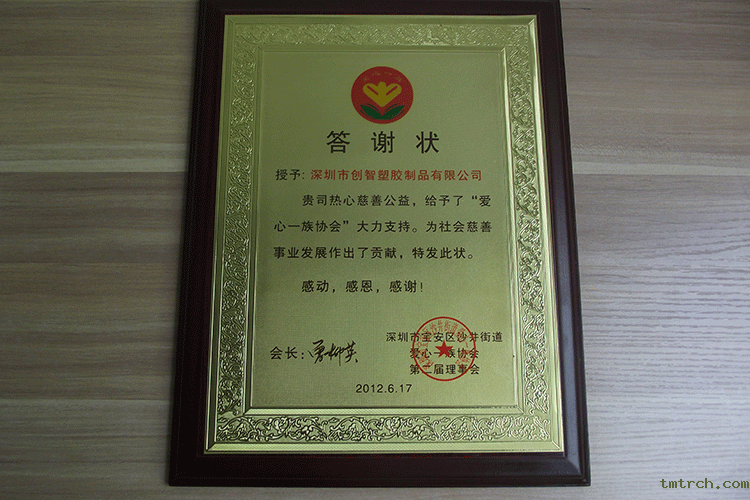 答谢状
授予: 深圳市创智塑胶制品有限公司
贵司热心慈善公益，给予了“爱
心一族协会”大力支持。为社会慈善
事业发展作出了贡献，特发此状。
感动，感恩，感谢！
深圳市宝安区沙井街道
爱心一族协会
会长：
第二届理事会
2012.6.17
tmtrch.com